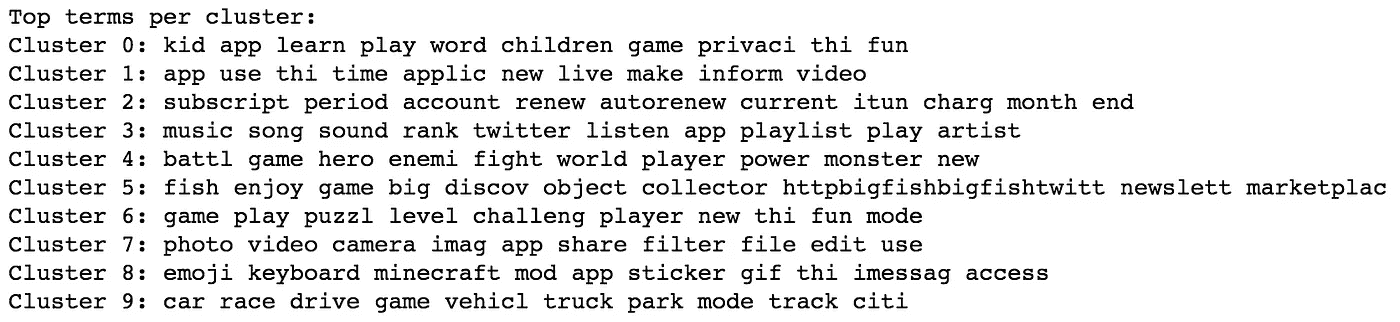 Top terms per cluster:
Cluster 0: kid app learn play word children game privaci thi fun
Cluster 1: app use thi time applic new live make inform video
Cluster 2: subscript period account renew autorenew current itun charg month end
Cluster 3: music song sound rank twitter listen app playlist play artist
Cluster 4: battl game hero enemi fight world player power monster new
Cluster 5: fish enjoy game big discov object collector httpbigfishbigfishtwitt newslett marketplac
Cluster 6: game play puzzl level challeng player new thi fun mode
Cluster 7: photo video camera imag app share filter file edit use
Cluster 8: emoji keyboard minecraft mod app sticker gif thi imessag access
Cluster 9: car race drive game vehicl truck park mode track citi